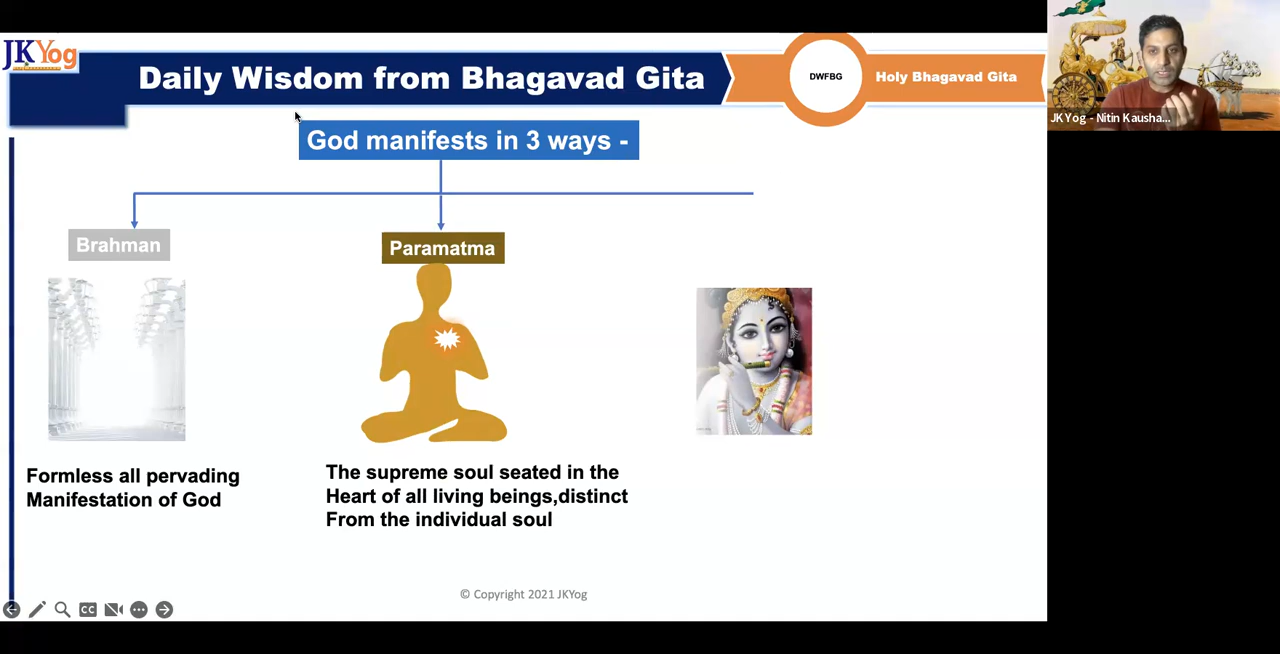 JKYog
Daily Wisdom from Bhagavad Gita
DWFBG
Holy Bhagavad Gita
JKYog - Nitin Kausha...
God manifests in 3 ways -
Brahman
Paramatma
Formless all pervading
Manifestation of God
The supreme soul seated in the
Heart of all living beings,distinct
From the individual soul
© Copyright 2021 JKYog
CC